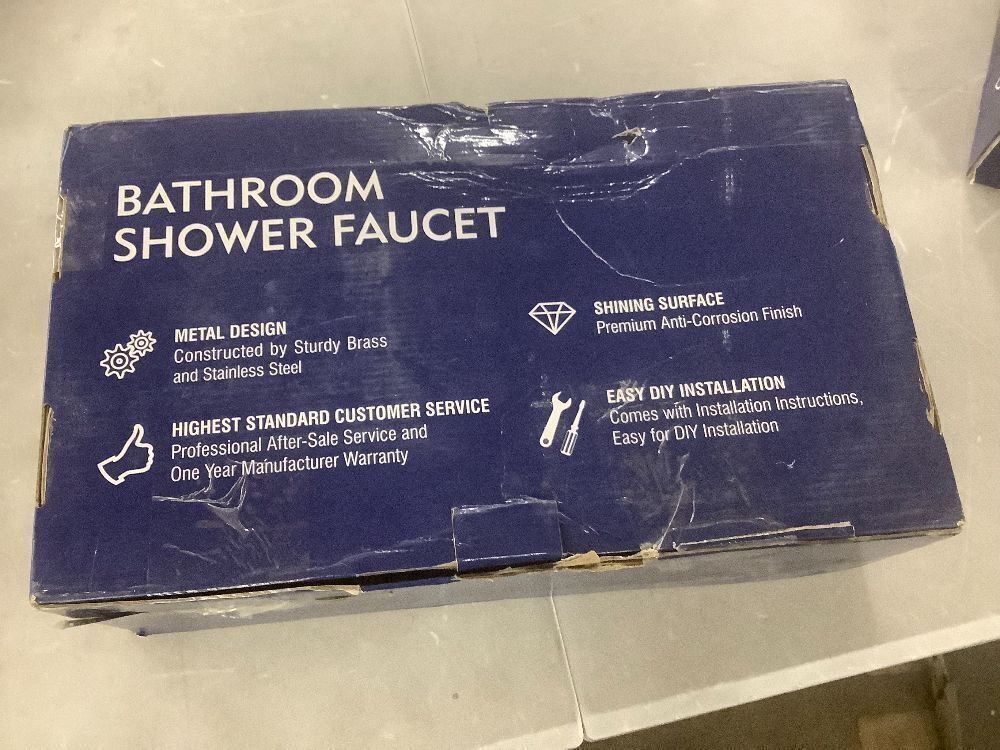 BATHROOM
SHOWER FAUCET
METAL DESIGN
Constructed by Sturdy Brass
and Stainless Steel
HIGHEST STANDARD CUSTOMER SERVICE
Professional After-Sale Service and
One Year Manufacturer Warranty
SHINING SURFACE
Premium Anti-Corrosion Finish
EASY DIY INSTALLATION
Comes with Installation Instructions,
Easy for DIY Installation